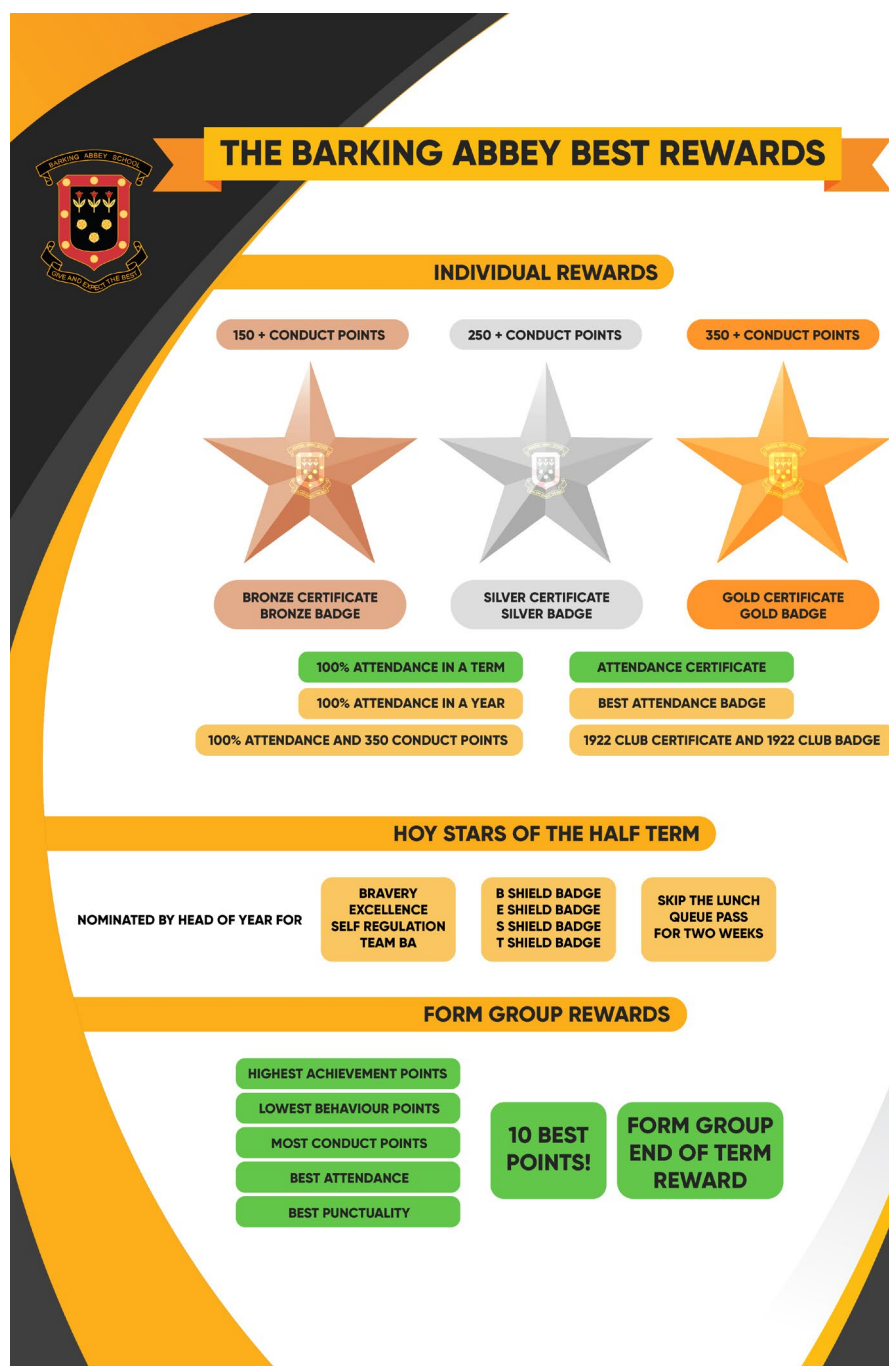 BARKING ABBEY SCHOOL
GIVE AND EXPECT THE BEST
THE BARKING ABBEY BEST REWARDS
INDIVIDUAL REWARDS
150 + CONDUCT POINTS
250 + CONDUCT POINTS
350 + CONDUCT POINTS
BRONZE CERTIFICATE
BRONZE BADGE
SILVER CERTIFICATE
SILVER BADGE
GOLD CERTIFICATE
GOLD BADGE
100% ATTENDANCE IN A TERM
ATTENDANCE CERTIFICATE
100% ATTENDANCE IN A YEAR
BEST ATTENDANCE BADGE
100% ATTENDANCE AND 350 CONDUCT POINTS
1922 CLUB CERTIFICATE AND 1922 CLUB BADGE
HOY STARS OF THE HALF TERM
NOMINATED BY HEAD OF YEAR FOR
BRAVERY
EXCELLENCE
SELF REGULATION
TEAM BA
B SHIELD BADGE
E SHIELD BADGE
S SHIELD BADGE
T SHIELD BADGE
SKIP THE LUNCH
QUEUE PASS
FOR TWO WEEKS
FORM GROUP REWARDS
HIGHEST ACHIEVEMENT POINTS
LOWEST BEHAVIOUR POINTS
MOST CONDUCT POINTS
BEST ATTENDANCE
BEST PUNCTUALITY
10 BEST
POINTS!
FORM GROUP
END OF TERM
REWARD